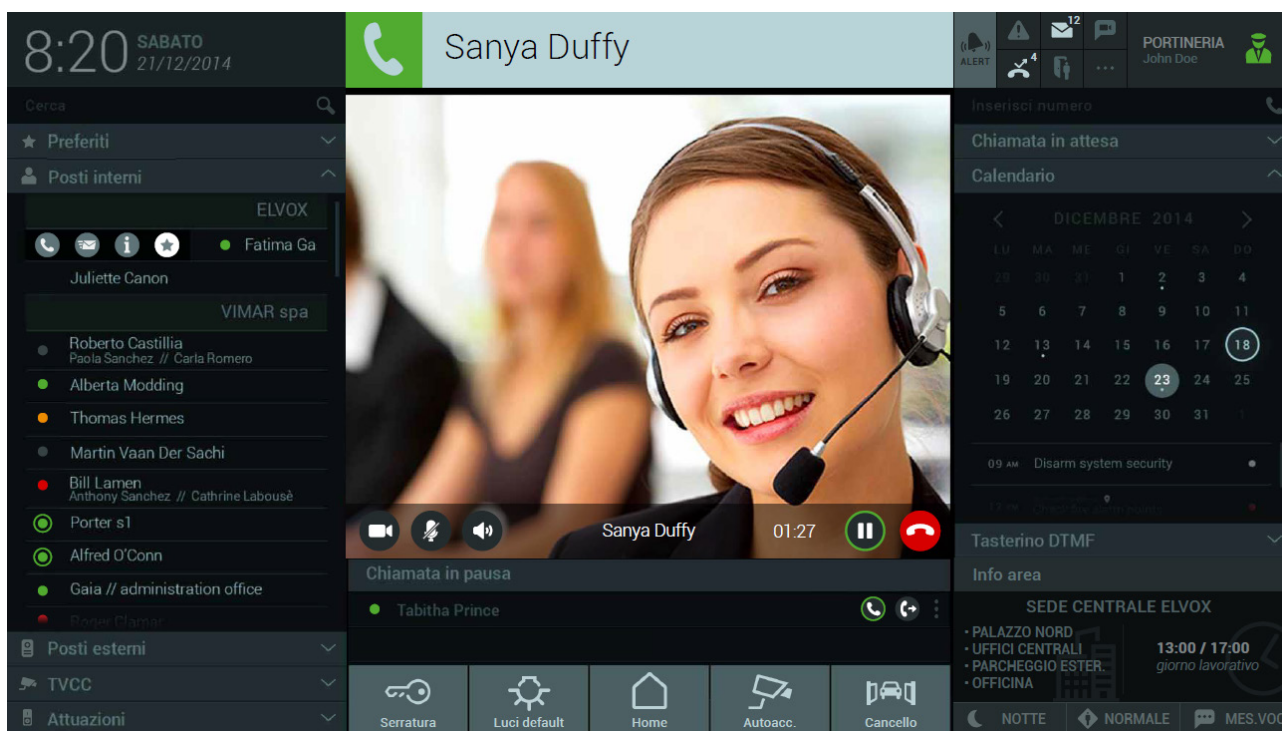 8:20
SABATO
21/12/2014
Cerca
Preferiti
Posti interni
ELVOX
Fatima Ga
Juliette Canon
VIMAR spa
Roberto Castillia
Paola Sanchez // Carla Romero
Alberta Modding
Thomas Hermes
Martin Vaan Der Sachi
Bill Lamen
Anthony Sanchez // Cathrine Labousè
Porter s1
Alfred O'Conn
Gaia // administration office
Roger Glamar
Posti esterni
TVCC
Attuazioni
Sanya Duffy
Sanya Duffy 01:27
Chiamata in pausa
Tabitha Prince
Serratura
Luci default
Home
Autoacc.
Cancello
ALERT
12
4
...
PORTINERIA
John Doe
Inserisci numero
Chiamata in attesa
Calendario
DICEMBRE 2014
LU MA ME GI VE SA DO
29 30 31 1 2 3 4
5 6 7 8 9 10 11
12 13 14 15 16 17 18
19 20 21 22 23 24 25
26 27 28 29 30 31 1
09 AM Disarm system security
12 PM
Tasterino DTMF
Info area
SEDE CENTRALE ELVOX
• PALAZZO NORD
• UFFICI CENTRALI
• PARCHEGGIO ESTER.
• OFFICINA
13:00 / 17:00
giorno lavorativo
NOTTE
NORMALE
MES.VOC